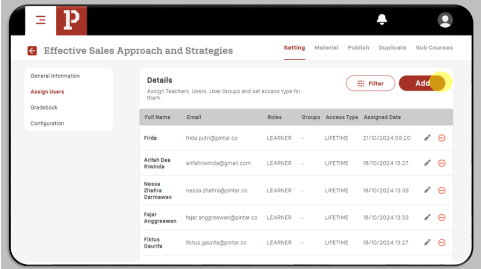 P
Effective Sales Approach and Strategies
Setting Material Publish Duplicate Sub Courses
General Information
Assign Users
Gradebook
Configuration
Details
Assign Teachers, Users, User Groups and set access type for
them.
Filter
Add
Full Name Email Roles Groups Access Type Assigned Date
Frida frida.putri@pintar.co LEARNER - LIFETIME 21/10/2024 09:20
Arifah Dea
Riwinda arifahriwinda@gmail.com LEARNER - LIFETIME 18/10/2024 13:27
Nessa
Zhafira
Darmawan nessa.zhafira@pintar.co LEARNER - LIFETIME 18/10/2024 13:39
Fajar
Anggreawan fajar.anggreawan@pintar.co LEARNER - LIFETIME 18/10/2024 13:33
Fiktus
Geurifa fiktus.geurifa@pintar.co LEARNER - LIFETIME 18/10/2024 13:27